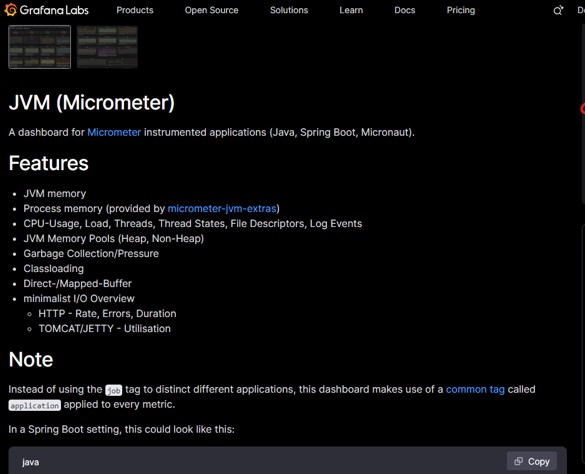 Grafana Labs Products Open Source Solutions Learn Docs Pricing
JVM (Micrometer)
A dashboard for Micrometer instrumented applications (Java, Spring Boot, Micronaut).
Features
• JVM memory
• Process memory (provided by micrometer-jvm-extras)
• CPU-Usage, Load, Threads, Thread States, File Descriptors, Log Events
• JVM Memory Pools (Heap, Non-Heap)
• Garbage Collection/Pressure
• Classloading
• Direct-/Mapped-Buffer
• minimalist I/O Overview
◦ HTTP - Rate, Errors, Duration
◦ TOMCAT/JETTY - Utilisation
Note
Instead of using the job tag to distinct different applications, this dashboard makes use of a common tag called
application applied to every metric.
In a Spring Boot setting, this could look like this:
java Copy